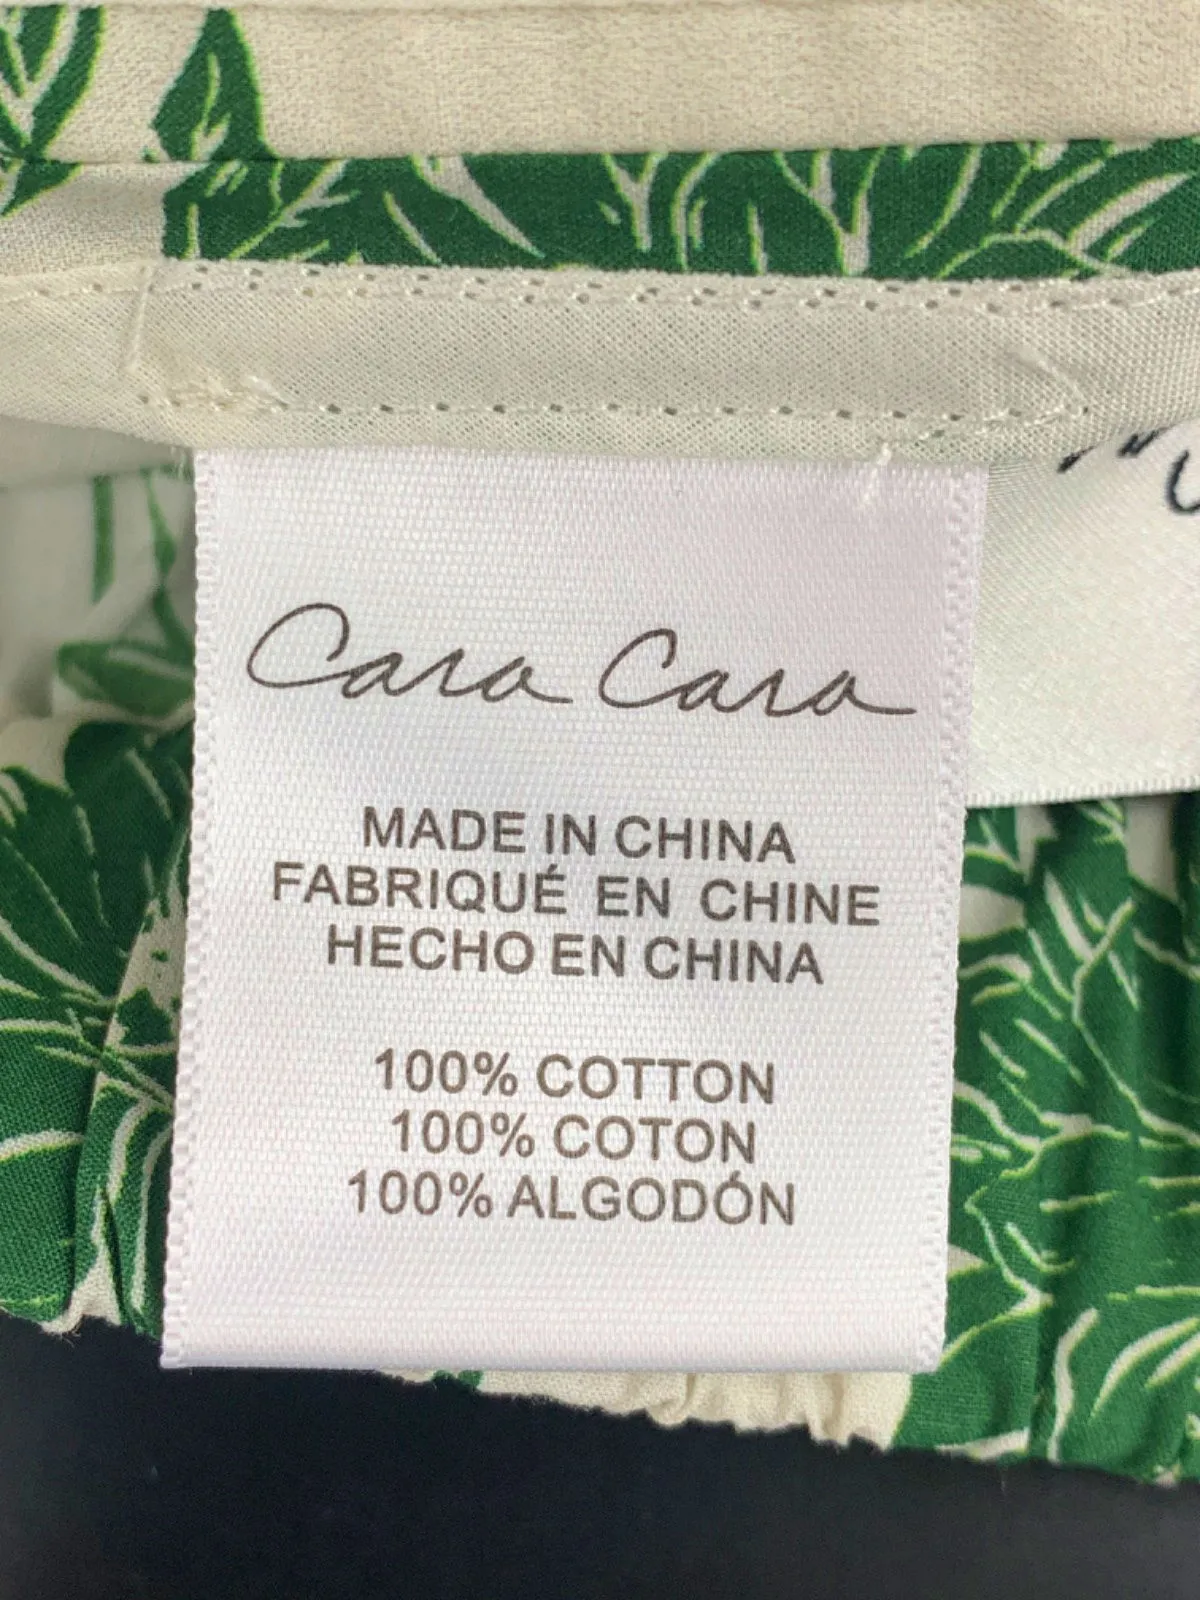 Cara Cara
MADE IN CHINA
FABRIQUÉ EN CHINE
HECHO EN CHINA
100% COTTON
100% COTON
100% ALGODÓN